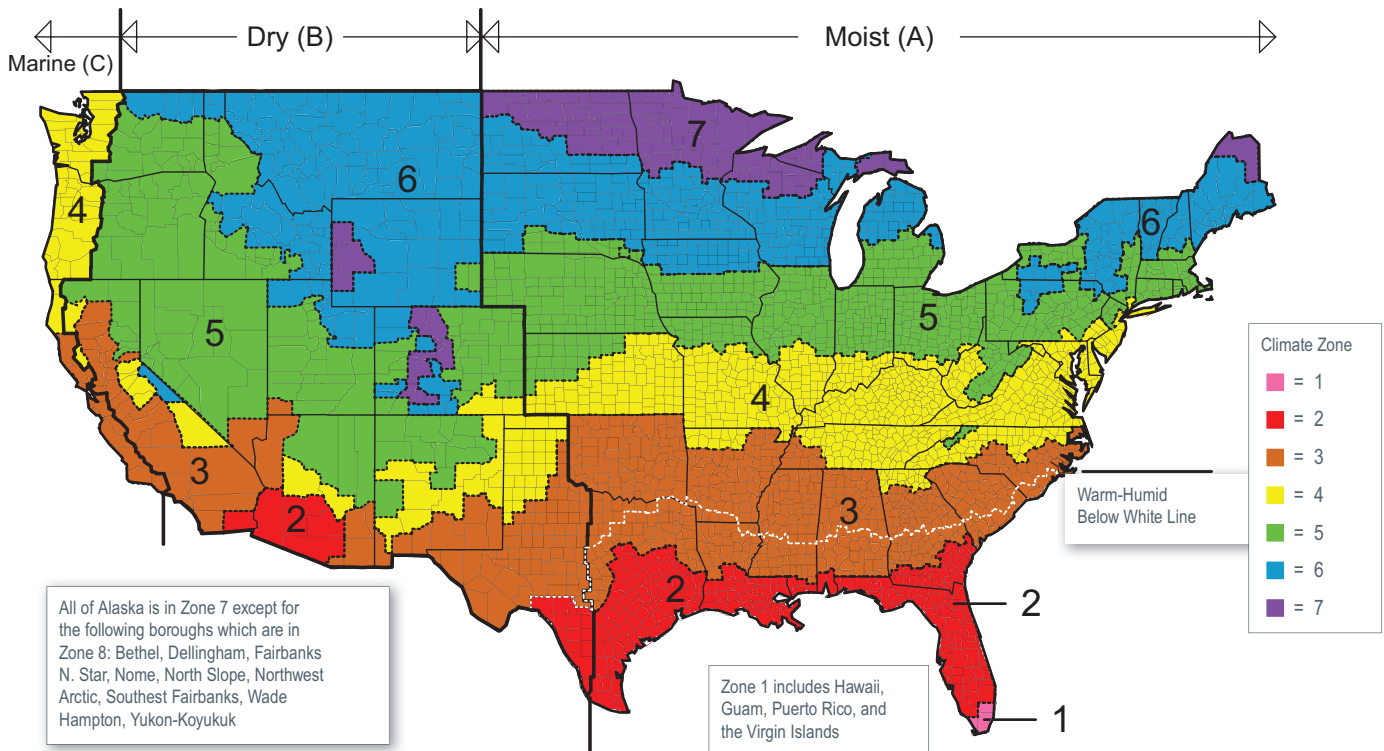 Marine (C)
Dry (B)
Moist (A)
7
6
4
6
5
5
4
3
3
2
2
2
1
Climate Zone
= 1
= 2
= 3
= 4
= 5
= 6
= 7
Warm-Humid
Below White Line
All of Alaska is in Zone 7 except for
the following boroughs which are in
Zone 8: Bethel, Dellingham, Fairbanks
N. Star, Nome, North Slope, Northwest
Arctic, Southest Fairbanks, Wade
Hampton, Yukon-Koyukuk
Zone 1 includes Hawaii,
Guam, Puerto Rico, and
the Virgin Islands